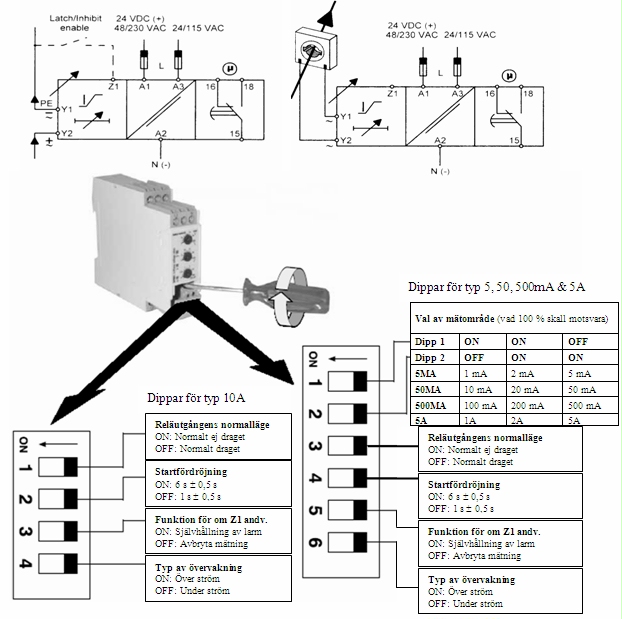 Latch/Inhibit
enable
24 VDC (+)
48/230 VAC 24/115 VAC
L
µ
PE
Y1
Y2
Z1
A1
A3
16
18
A2
15
N (-)
24 VDC (+)
48/230 VAC 24/115 VAC
L
µ
Y1
Y2
Z1
A1
A3
16
18
A2
15
N (-)
Dippar för typ 5, 50, 500mA & 5A
Val av mätområde (vad 100 % skall motsvara)
Dipp 1 ON ON OFF
Dipp 2 OFF ON ON
5MA 1 mA 2 mA 5 mA
50MA 10 mA 20 mA 50 mA
500MA 100 mA 200 mA 500 mA
5A 1A 2A 5A
ON
1
2
3
4
5
6
Reläutgångens normalläge
ON: Normalt ej draget
OFF: Normalt draget
Startfördröjning
ON: 6 s ± 0,5 s
OFF: 1 s ± 0,5 s
Funktion för om Z1 andv.
ON: Självhållning av larm
OFF: Avbryta mätning
Typ av övervakning
ON: Över ström
OFF: Under ström
Dippar för typ 10A
ON
1
2
3
4
Reläutgångens normalläge
ON: Normalt ej draget
OFF: Normalt draget
Startfördröjning
ON: 6 s ± 0,5 s
OFF: 1 s ± 0.5 s
Funktion för om Z1 andv.
ON: Självhållning av larm
OFF: Avbryta mätning
Typ av övervakning
ON: Över ström
OFF: Under ström